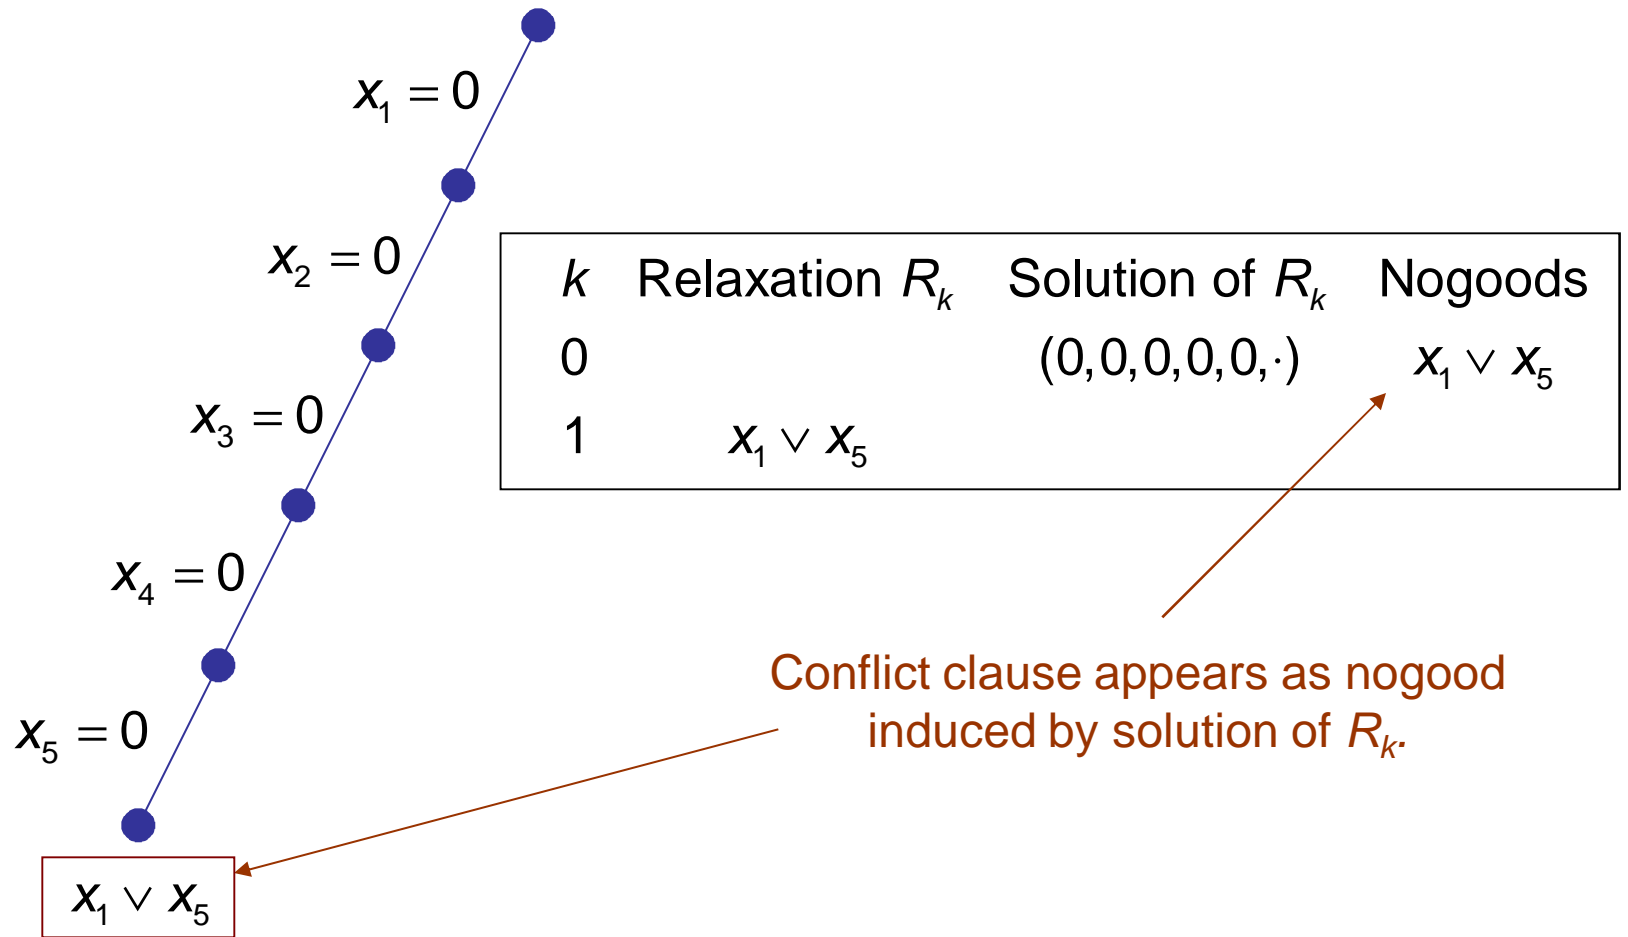 x₁ = 0
x₂ = 0
x₃ = 0
x₄ = 0
x₅ = 0
x₁ ∨ x₅
k Relaxation Rₖ Solution of Rₖ Nogoods
0 (0,0,0,0,0,·) x₁ ∨ x₅
1 x₁ ∨ x₅
Conflict clause appears as nogood
induced by solution of Rₖ.